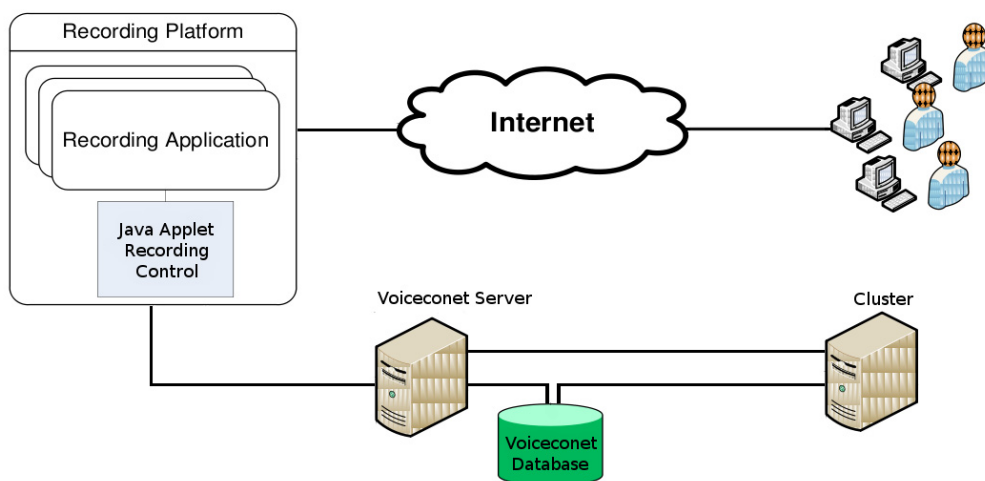 Recording Platform
Recording Application
Java Applet
Recording
Control
Internet
Voiceconet Server
Cluster
Voiceconet
Database